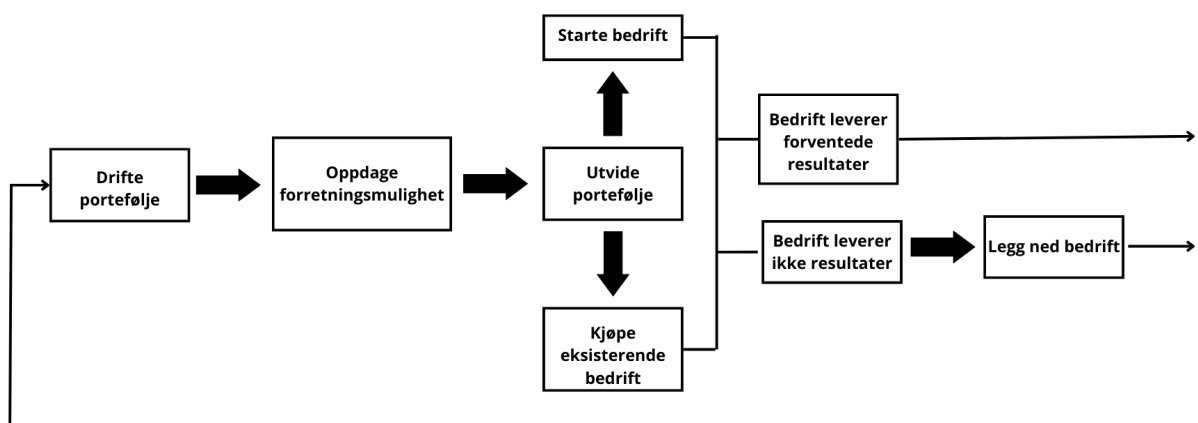 Drifte
portefølje
Oppdage
forretningsmulighet
Utvide
portefølje
Starte bedrift
Kjøpe
eksisterende
bedrift
Bedrift leverer
forventede
resultater
Bedrift leverer
ikke resultater
Legg ned bedrift